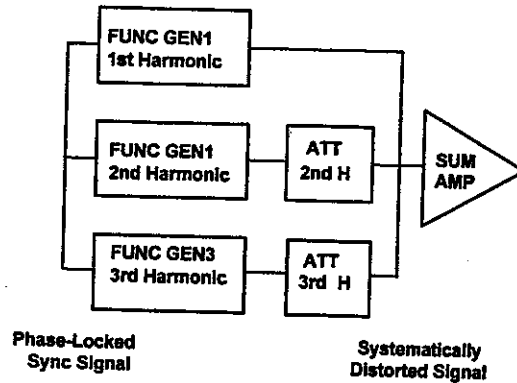 FUNC GEN1
1st Harmonic
FUNC GEN1
2nd Harmonic
ATT
2nd H
SUM
AMP
FUNC GEN3
3rd Harmonic
ATT
3rd H
Phase-Locked
Sync Signal
Systematically
Distorted Signal